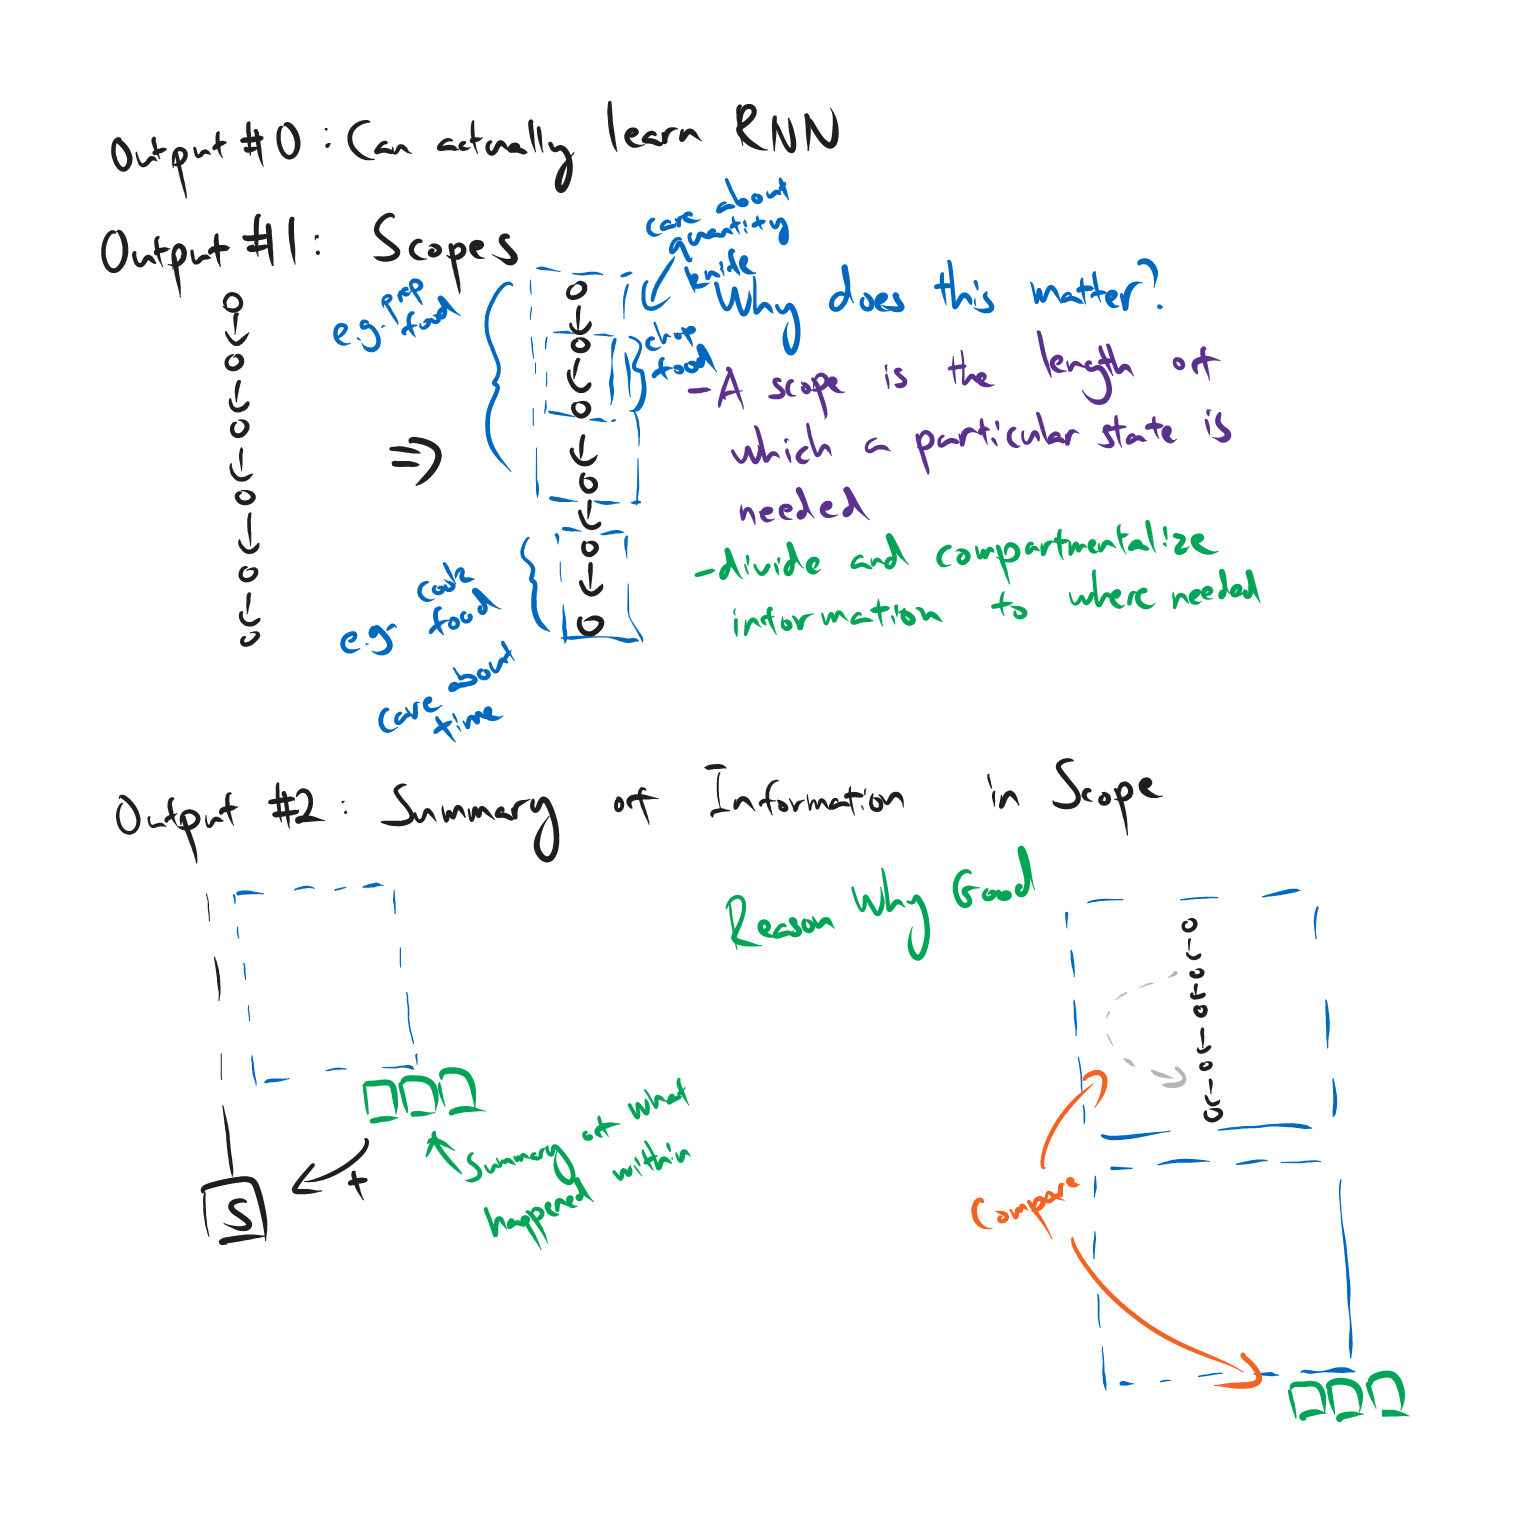 Output #0: Can actually learn RNN
Output #1: Scopes
care about
quantity
knife
e.g. prep
food
chop
food
Why does this matter?
- A scope is the length of
which a particular state is
needed
- divide and compartmentalize
information to where needed
e.g. cook
food
care about
time
Output #2: Summary of Information in Scope
Reason Why Good
Summary of what
happened within
+
S
Compare